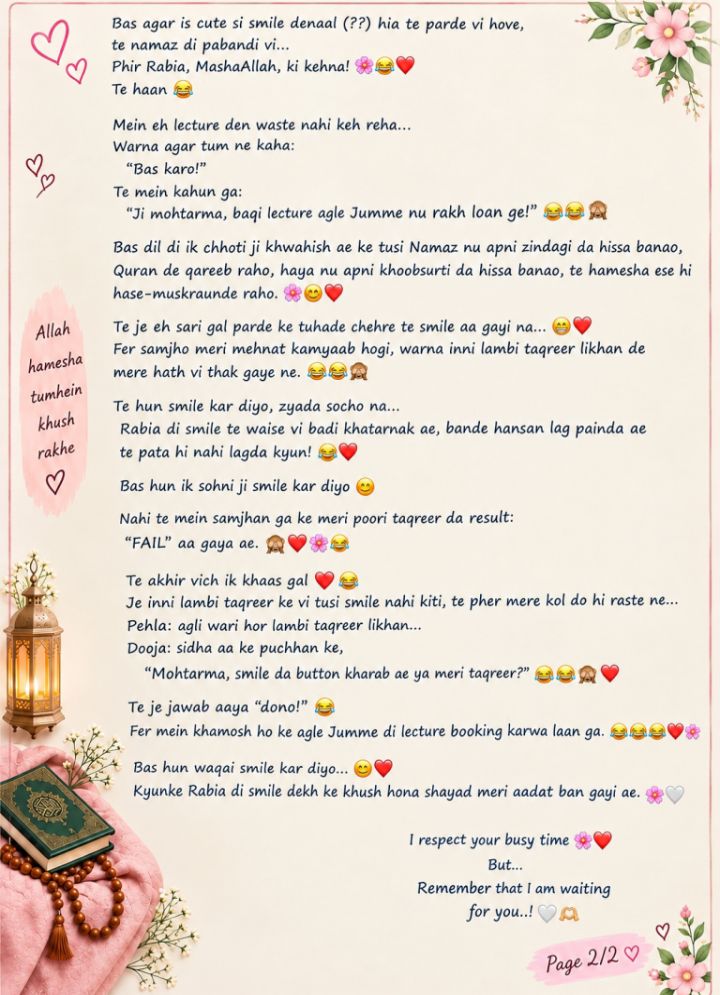 Bas agar is cute si smile denaal (??) hia te parde vi hove,
te namaz di pabandi vi...
Phir Rabia, MashaAllah, ki kehna! 🌸😂❤️
Te haan 😂
Mein eh lecture den waste nahi keh reha...
Warna agar tum ne kaha:
“Bas karo!”
Te mein kahun ga:
“Ji mohtarma, baqi lecture agle Jumme nu rakh loan ge!” 😂😂🙈
Bas dil di ik chhoti ji khwahish ae ke tusi Namaz nu apni zindagi da hissa banao,
Quran de qareeb raho, haya nu apni khoobsurti da hissa banao, te hamesha ese hi
hase-muskraunde raho. 🌸😊❤️
Te je eh sari gal parde ke tuhade chehre te smile aa gayi na... 😁❤️
Fer samjho meri mehnat kamyaab hogi, warna inni lambi taqreer likhan de
mere hath vi thak gaye ne. 😂😂🙈
Te hun smile kar diyo, zyada socho na...
Rabia di smile te waise vi badi khatarnak ae, bande hansan lag painda ae
te pata hi nahi lagda kyun! 😂❤️
Bas hun ik sohni ji smile kar diyo 😊
Nahi te mein samjhan ga ke meri poori taqreer da result:
“FAIL” aa gaya ae. 🙈❤️🌸😂
Te akhir vich ik khaas gal ❤️😂
Je inni lambi taqreer ke vi tusi smile nahi kiti, te pher mere kol do hi raste ne...
Pehla: agli wari hor lambi taqreer likhan...
Dooja: sidha aa ke puchhan ke,
“Mohtarma, smile da button kharab ae ya meri taqreer?” 😂😂🙈❤️
Te je jawab aaya “dono!” 😂
Fer mein khamosh ho ke agle Jumme di lecture booking karwa laan ga. 😂😂😂❤️🌸
Bas hun waqai smile kar diyo... 😊❤️
Kyunke Rabia di smile dekh ke khush hona shayad meri aadat ban gayi ae. 🌸🤍
I respect your busy time 🌸❤️
But...
Remember that I am waiting
for you..! 🤍🫶🏼
Allah
hamesha
tumhein
khush
rakhe
Page 2/2 ♡